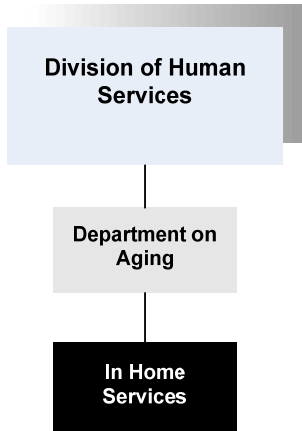 Division of Human
Services
Department on
Aging
In Home
Services